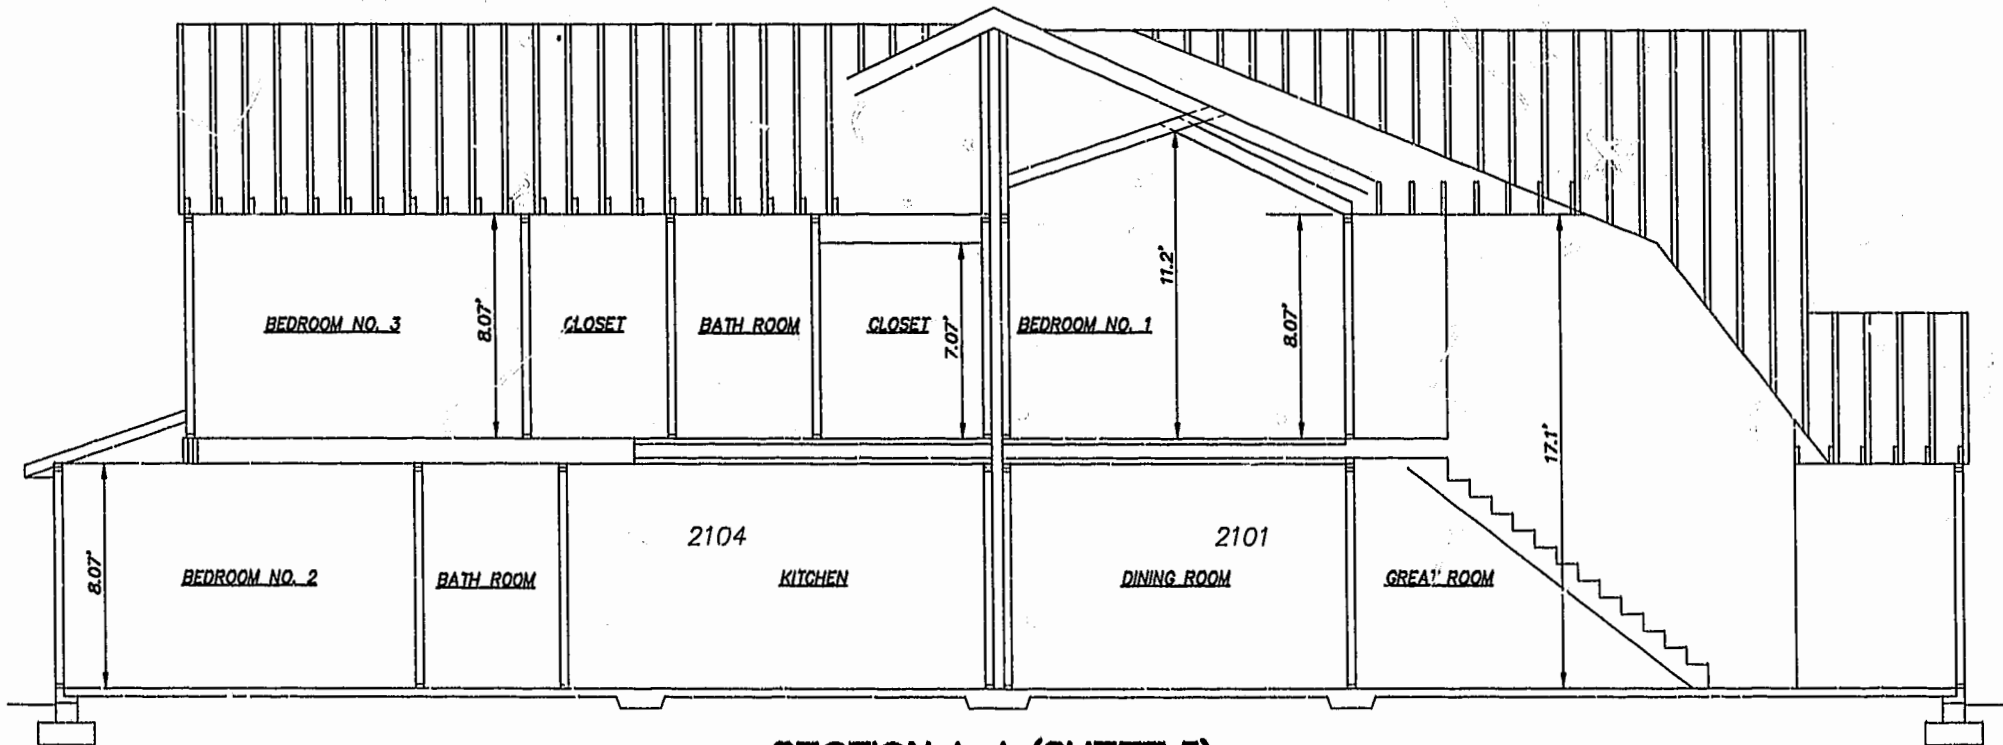 BEDROOM NO. 3
8.07'
CLOSET
BATH ROOM
CLOSET
7.07'
BEDROOM NO. 1
11.2'
8.07'
17.1'
8.07'
BEDROOM NO. 2
BATH ROOM
2104
KITCHEN
2101
DINING ROOM
GREAT ROOM
SECTION A-A